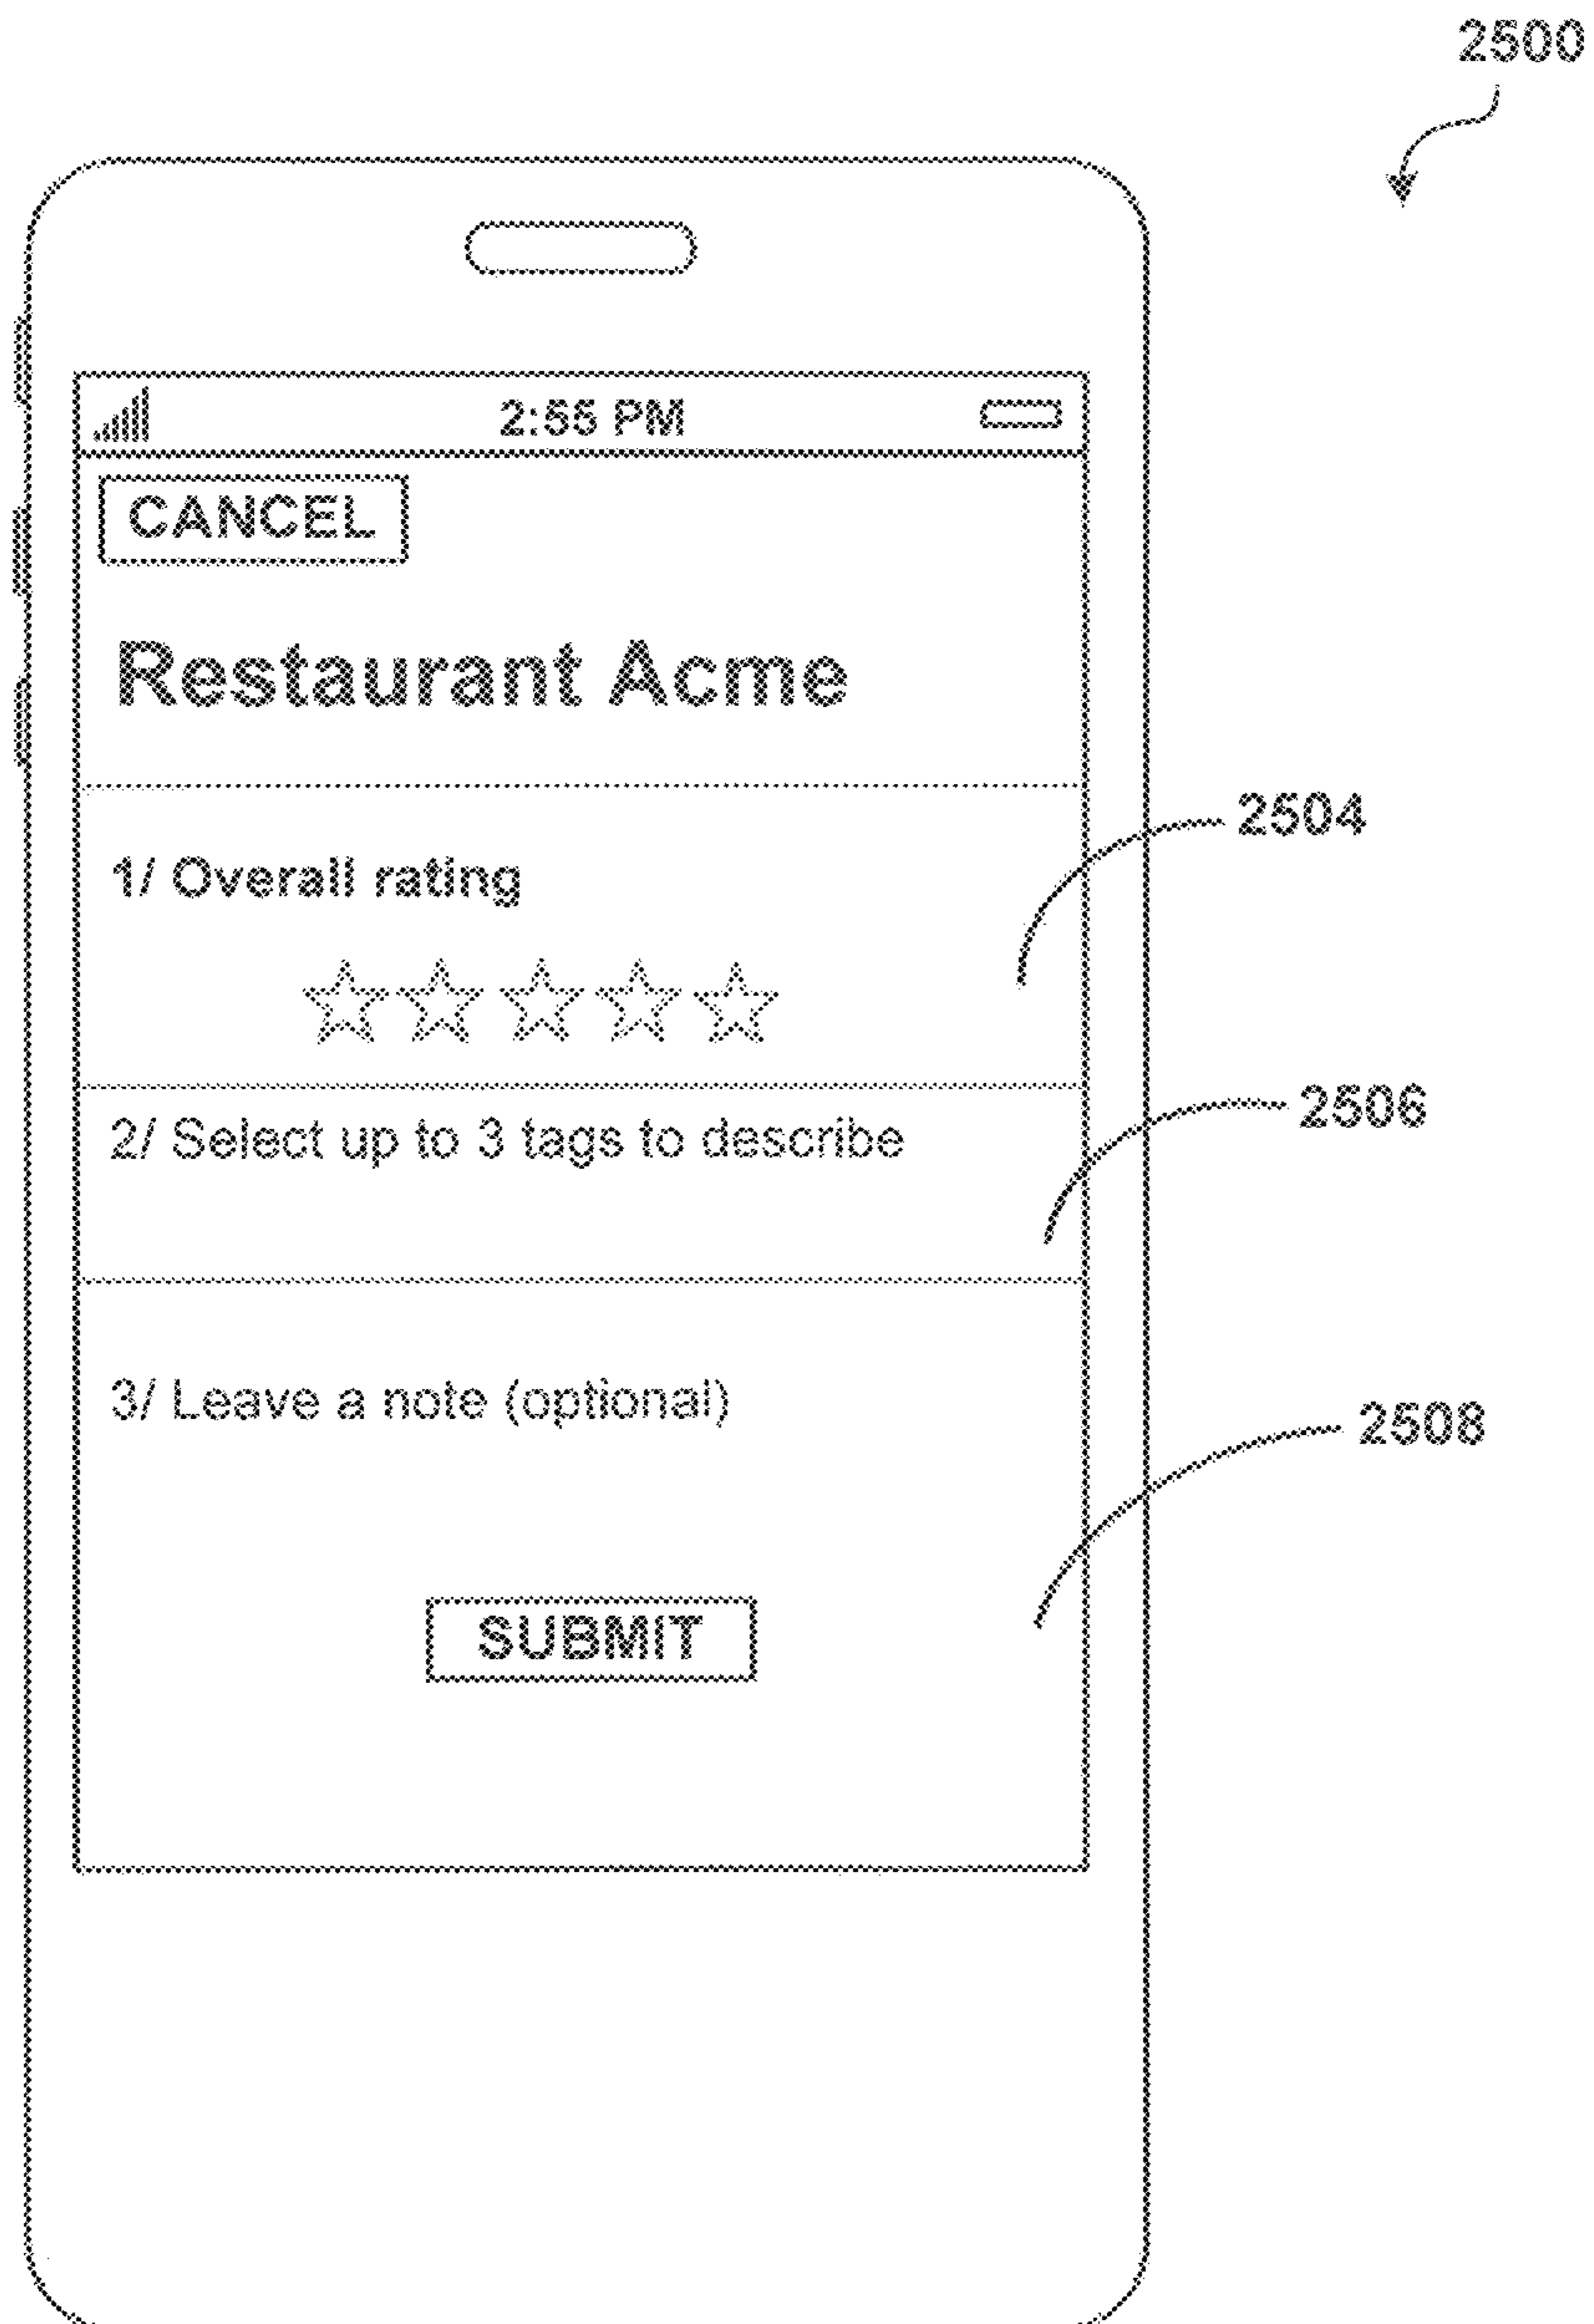 2500
2:55 PM
CANCEL
Restaurant Acme
2504
1/ Overall rating
2506
2/ Select up to 3 tags to describe
3/ Leave a note (optional)
2508
SUBMIT